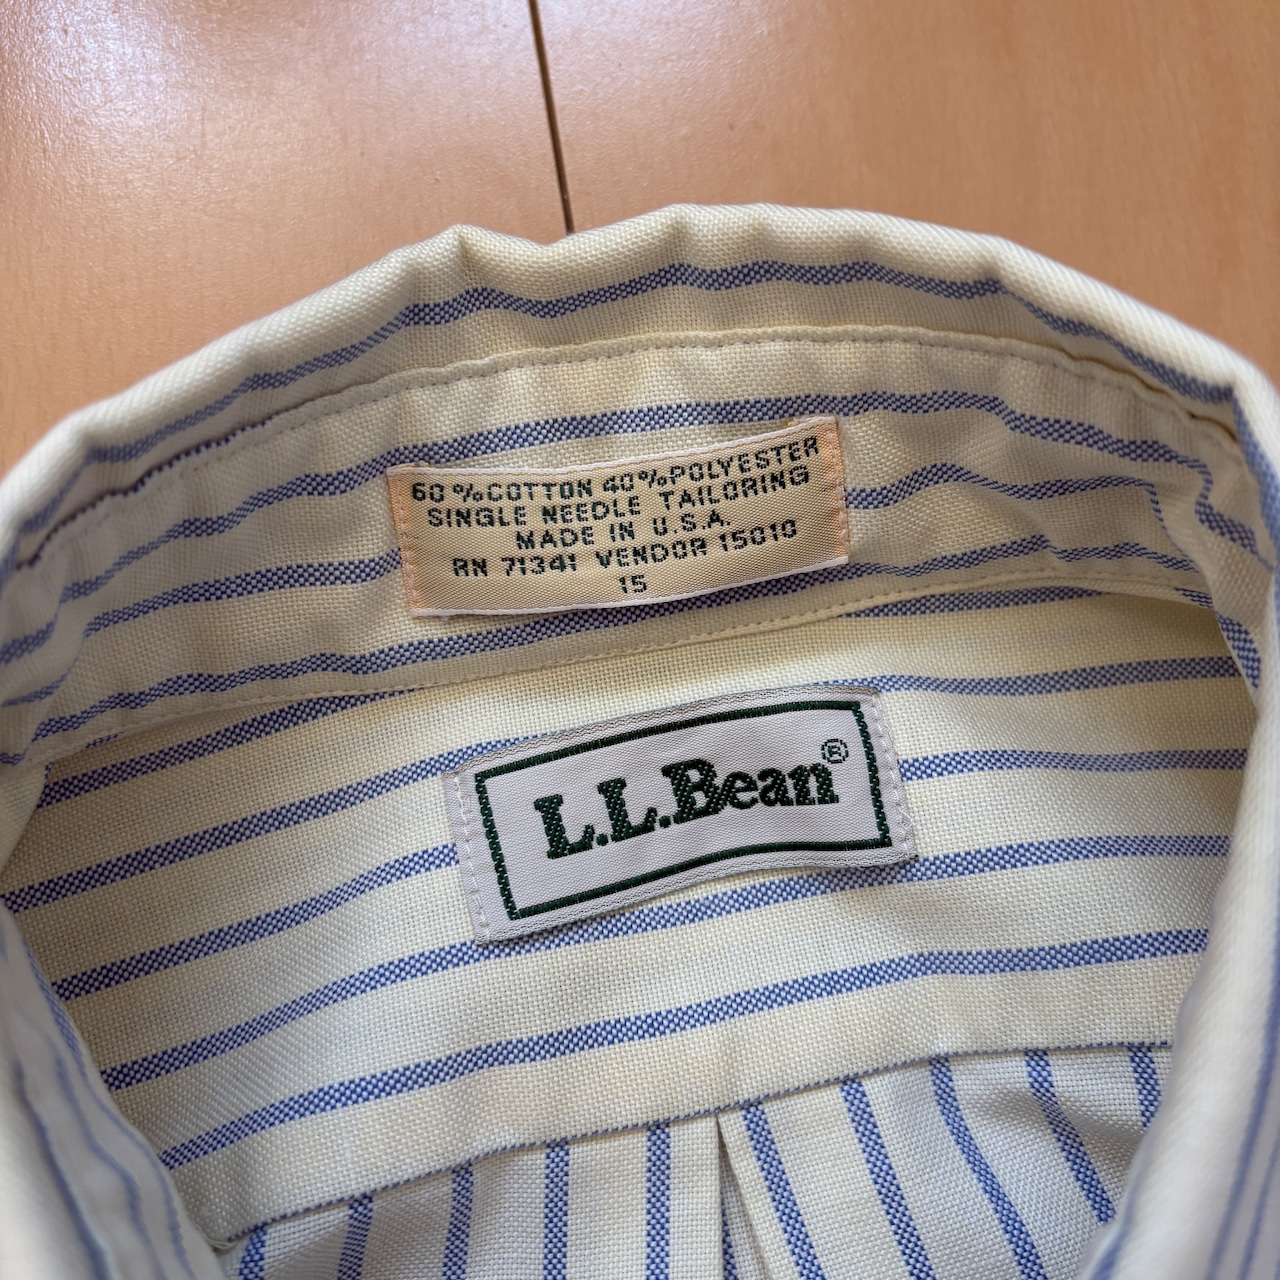 60% COTTON 40% POLYESTER
SINGLE NEEDLE TAILORING
MADE IN U.S.A.
RN 71341 VENDOR 15010
15
L.L.Bean®